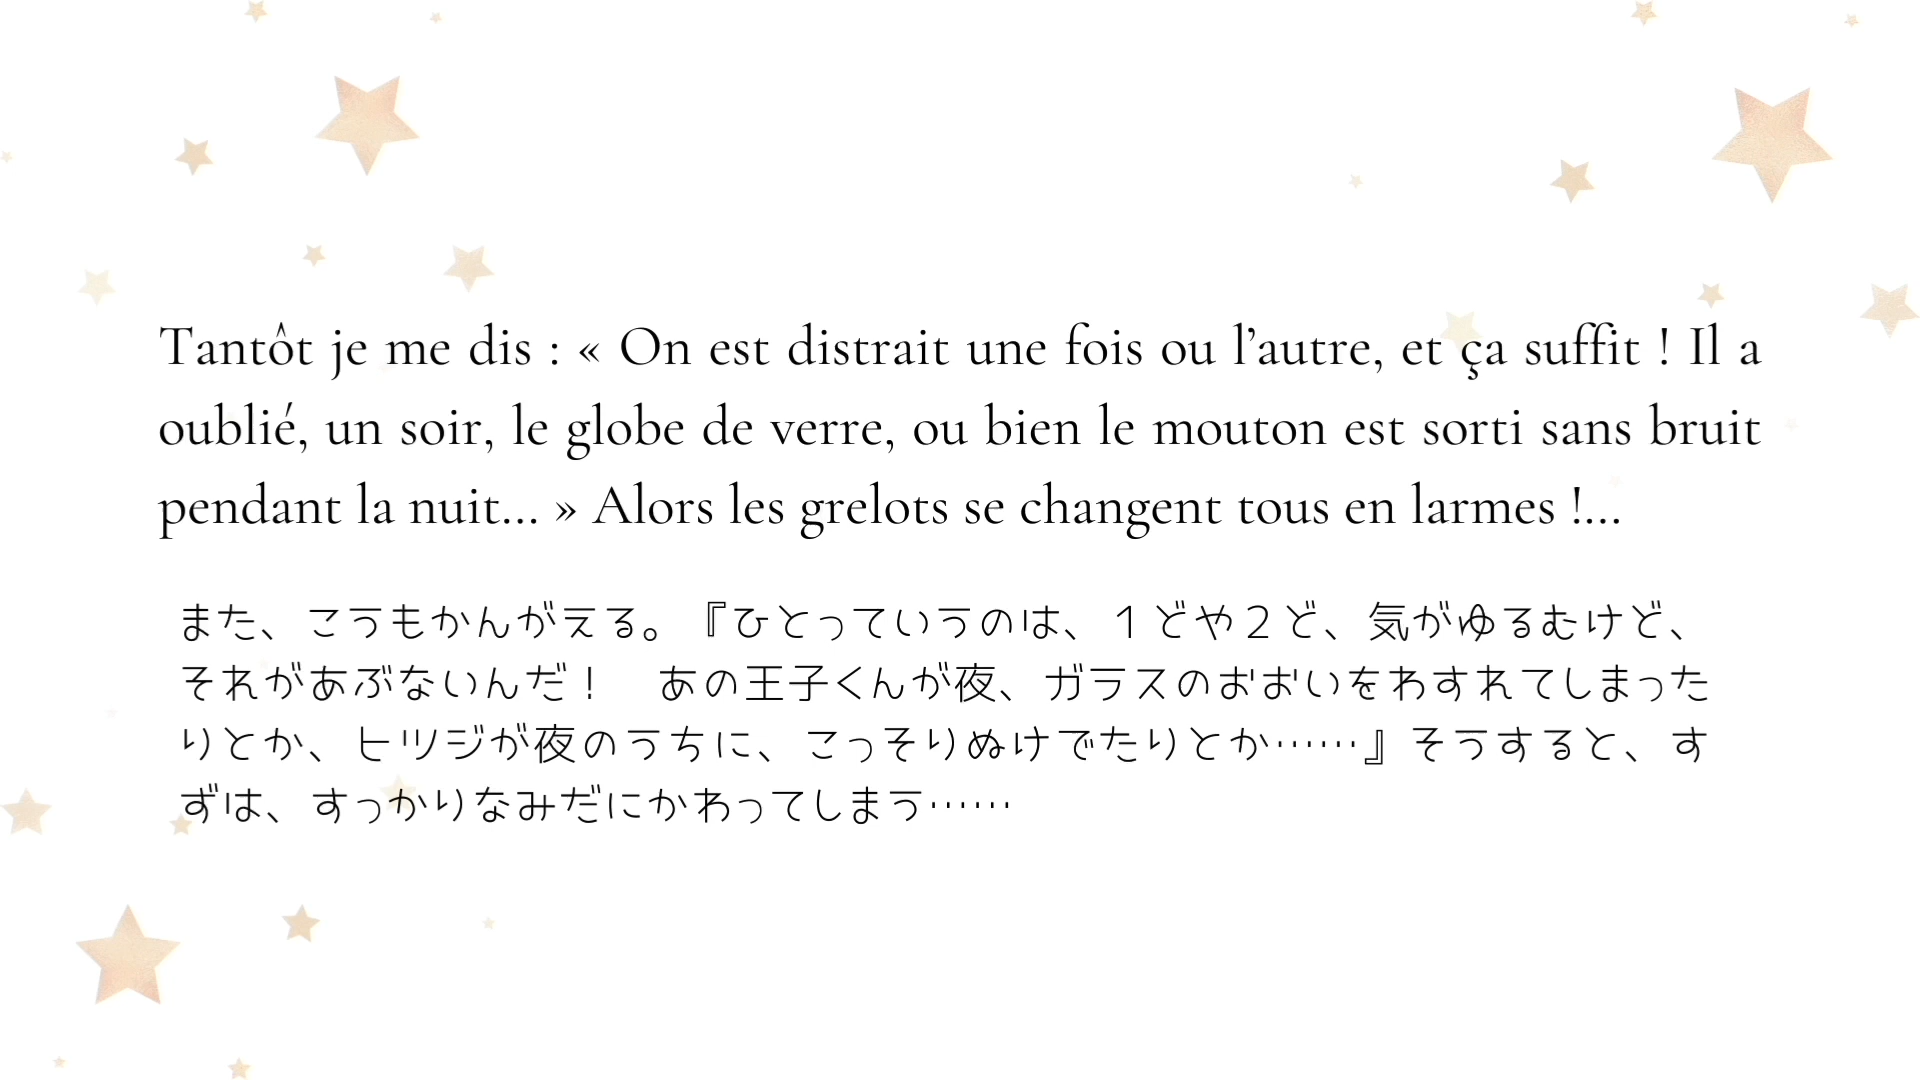 Tantôt je me dis : « On est distrait une fois ou l’autre, et ça suffit ! Il a
oublié, un soir, le globe de verre, ou bien le mouton est sorti sans bruit
pendant la nuit... » Alors les grelots se changent tous en larmes !...
また、こうもかんがえる。『ひとっていうのは、１どや２ど、気がゆるむけど、
それがあぶないんだ！　あの王子くんが夜、ガラスのおおいをわすれてしまった
りとか、ヒツジが夜のうちに、こっそりぬけでたりとか……』そうすると、す
ずは、すっかりなみだにかわってしまう……